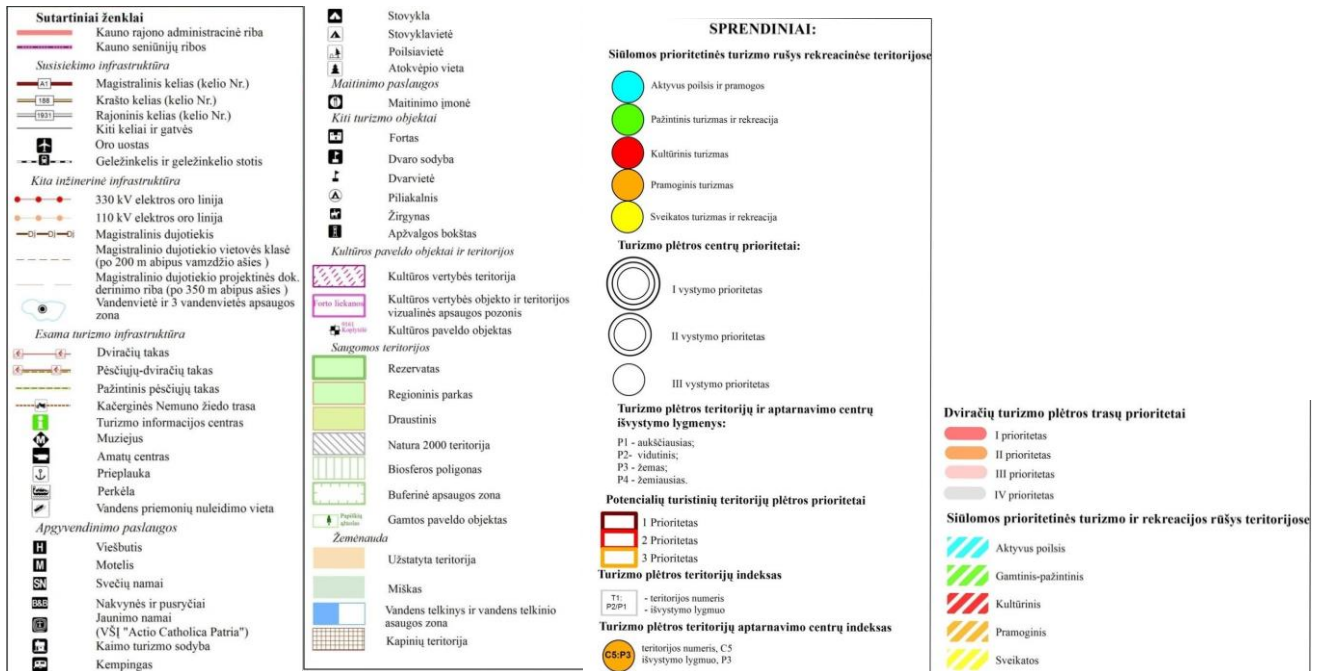 Sutartiniai ženklai
Kauno rajono administracinė riba
Kauno seniūnijų ribos
Susisiekimo infrastruktūra
A1 Magistralinis kelias (kelio Nr.)
188 Krašto kelias (kelio Nr.)
1931 Rajoninis kelias (kelio Nr.)
Kiti keliai ir gatvės
Oro uostas
Geležinkelis ir geležinkelio stotis
Kita inžinerinė infrastruktūra
330 kV elektros oro linija
110 kV elektros oro linija
Magistralinis dujotiekis
Magistralinio dujotiekio vietovės klasė
(po 200 m abipus vamzdžio ašies )
Magistralinio dujotiekio projektinės dok.
derinimo riba (po 350 m abipus ašies )
Vandenvietė ir 3 vandenvietės apsaugos
zona
Esama turizmo infrastruktūra
Dviračių takas
Pėsčiųjų-dviračių takas
Pažintinis pėsčiųjų takas
Kačerginės Nemuno žiedo trasa
Turizmo informacijos centras
M Muziejus
Amatų centras
Prieplauka
Perkėla
Vandens priemonių nuleidimo vieta
Apgyvendinimo paslaugos
H Viešbutis
M Motelis
SN Svečių namai
B&B Nakvynės ir pusryčiai
Jaunimo namai
(VŠĮ "Actio Catholica Patria")
Kaimo turizmo sodyba
Kempingas
Stovykla
Stovyklavietė
Poilsiavietė
Atokvėpio vieta
Maitinimo paslaugos
Maitinimo įmonė
Kiti turizmo objektai
Fortas
Dvaro sodyba
Dvarvietė
Piliakalnis
Žirgynas
Apžvalgos bokštas
Kultūros paveldo objektai ir teritorijos
Kultūros vertybės teritorija
Forto liekanos Kultūros vertybės objekto ir teritorijos
vizualinės apsaugos pozonis
Kultūros paveldo objektas
Saugomos teritorijos
Rezervatas
Regioninis parkas
Draustinis
Natura 2000 teritorija
Biosferos poligonas
Buferinė apsaugos zona
Gamtos paveldo objektas
Žemėnauda
Užstatyta teritorija
Miškas
Vandens telkinys ir vandens telkinio
asaugos zona
Kapinių teritorija
SPRENDINIAI:
Siūlomos prioritetinės turizmo rušys rekreacinėse teritorijose
Aktyvus poilsis ir pramogos
Pažintinis turizmas ir rekreacija
Kultūrinis turizmas
Pramoginis turizmas
Sveikatos turizmas ir rekreacija
Turizmo plėtros centrų prioritetai:
I vystymo prioritetas
II vystymo prioritetas
III vystymo prioritetas
Turizmo plėtros teritorijų ir aptarnavimo centrų
išvystymo lygmenys:
P1 - aukščiausias;
P2- vidutinis;
P3 - žemas;
P4 - žemiausias.
Potencialių turistinių teritorijų plėtros prioritetai
1 Prioritetas
2 Prioritetas
3 Prioritetas
Turizmo plėtros teritorijų indeksas
T1: - teritorijos numeris
P2/P1 - išvystymo lygmuo
Turizmo plėtros teritorijų aptarnavimo centrų indeksas
C5:P3 teritorijos numeris, C5
išvystymo lygmuo, P3
Dviračių turizmo plėtros trasų prioritetai
I prioritetas
II prioritetas
III prioritetas
IV prioritetas
Siūlomos prioritetinės turizmo ir rekreacijos rūšys teritorijose
Aktyvus poilsis
Gamtinis-pažintinis
Kultūrinis
Pramoginis
Sveikatos